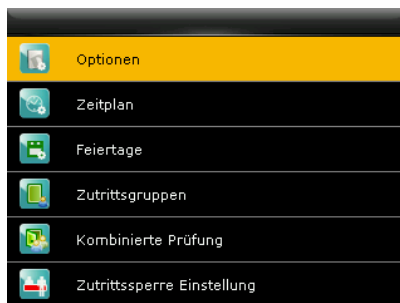 Optionen
Zeitplan
Feiertage
Zutrittsgruppen
Kombinierte Prüfung
Zutrittssperre Einstellung